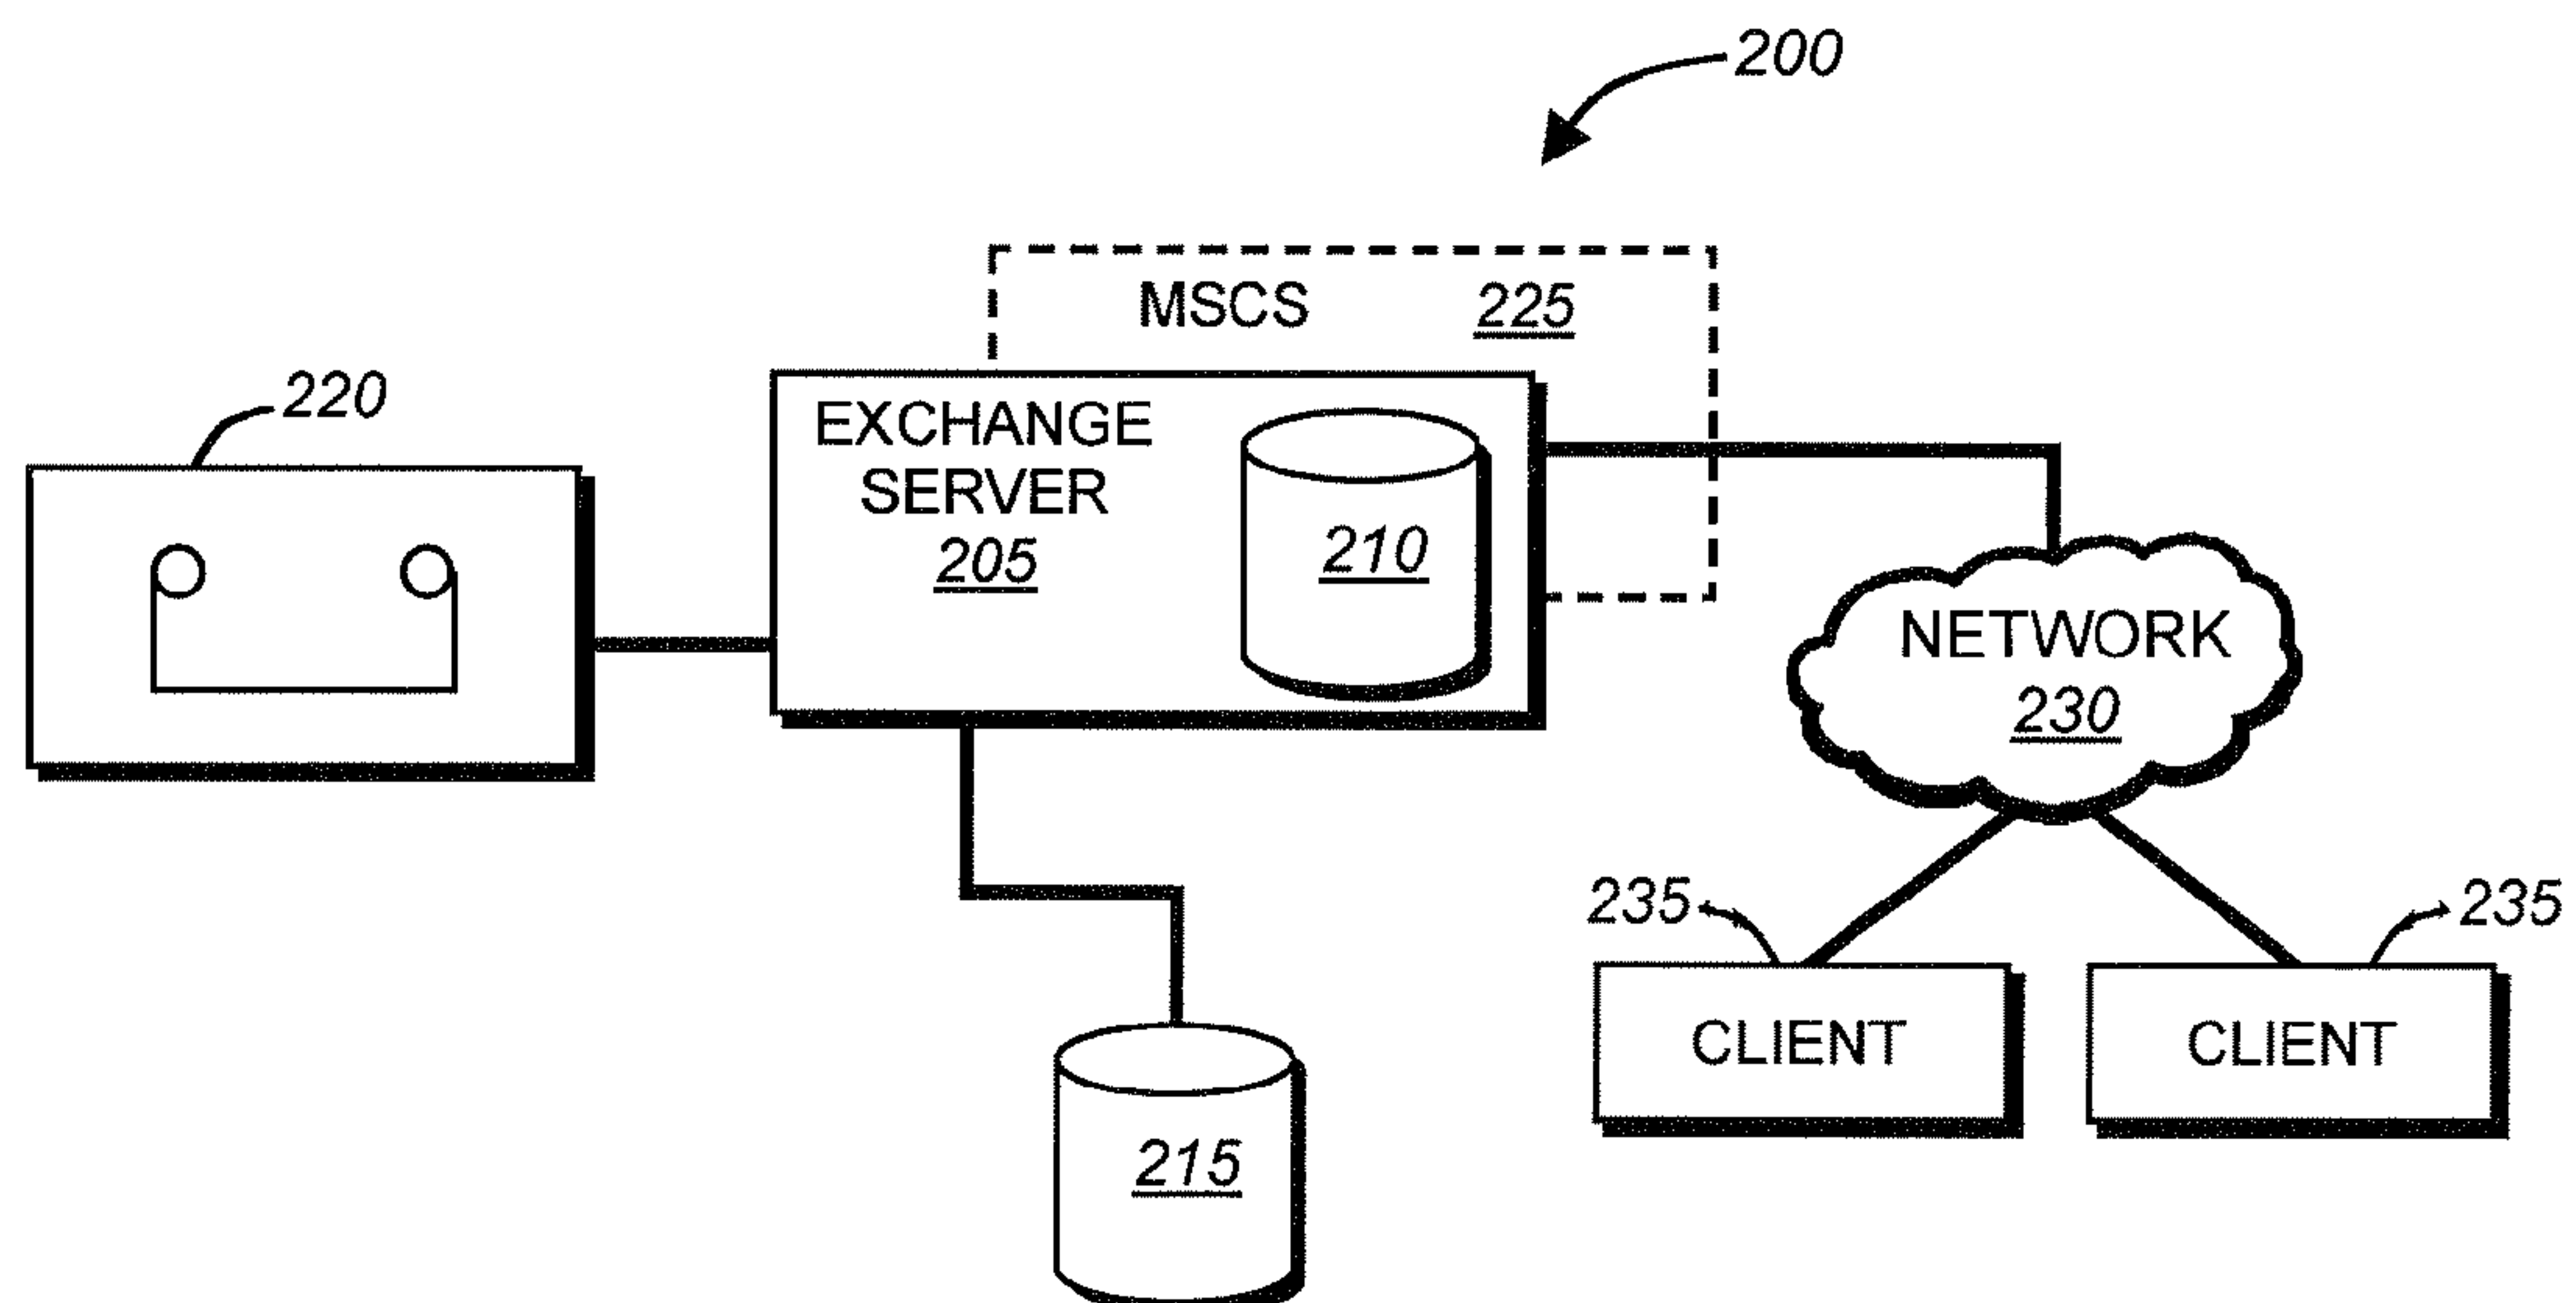 200
MSCS 225
220
EXCHANGE
SERVER
205
210
NETWORK
230
235
235
CLIENT
CLIENT
215